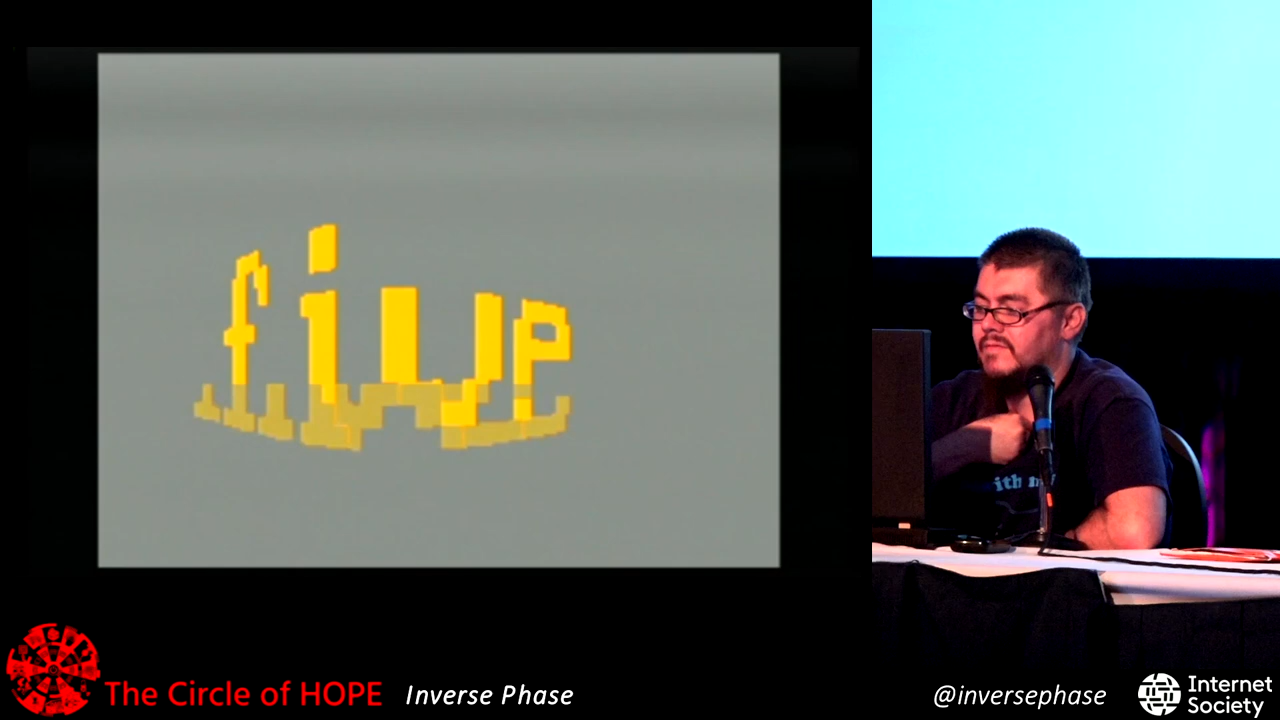 five
The Circle of HOPE
Inverse Phase
@inversephase
Internet
Society